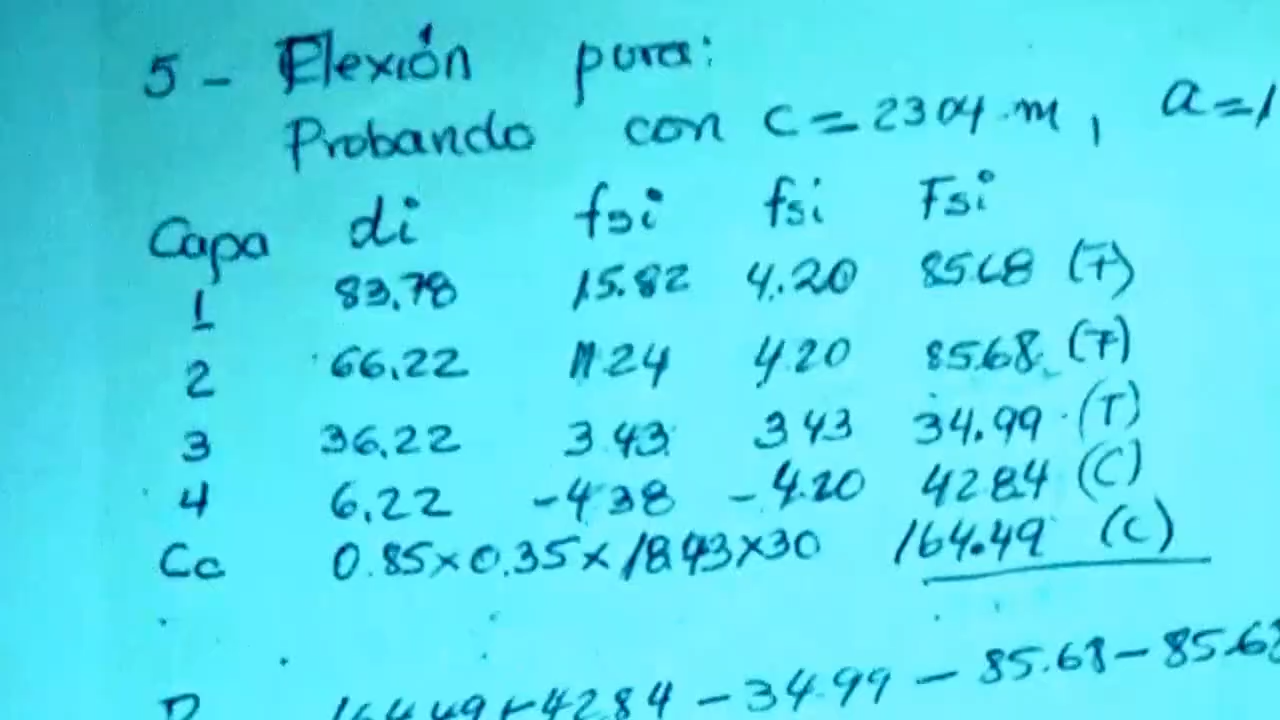 5 - Flexión pura:
Probando con c = 23 04 m, a = 1
Capa di fsi fsi Fsi
1 83.78 15.82 4.20 85.68 (T)
2 66.22 11.24 4.20 85.68 (T)
3 36.22 3 43 3 43 34.99 (T)
4 6.22 -4 38 -4.20 42 84 (C)
Cc 0.85 x 0.35 x 18.43 x 30 164.49 (C)
164.49 + 42 84 - 34.99 - 85.68 - 85.68